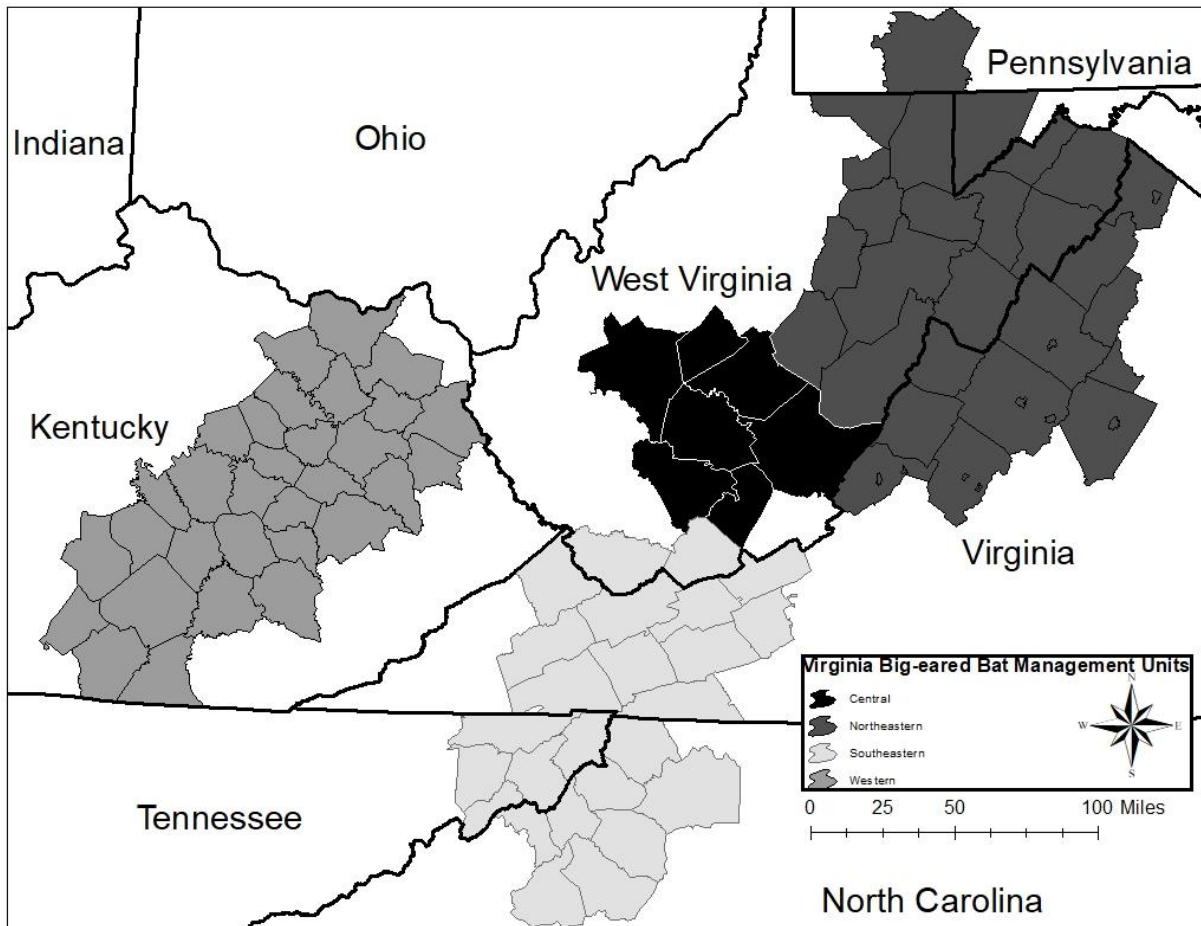 Pennsylvania
Indiana
Ohio
West Virginia
Kentucky
Virginia
Virginia Big-eared Bat Management Units
Central
Northeastern
Southeastern
Western
N
W
E
S
0 25 50 100 Miles
Tennessee
North Carolina